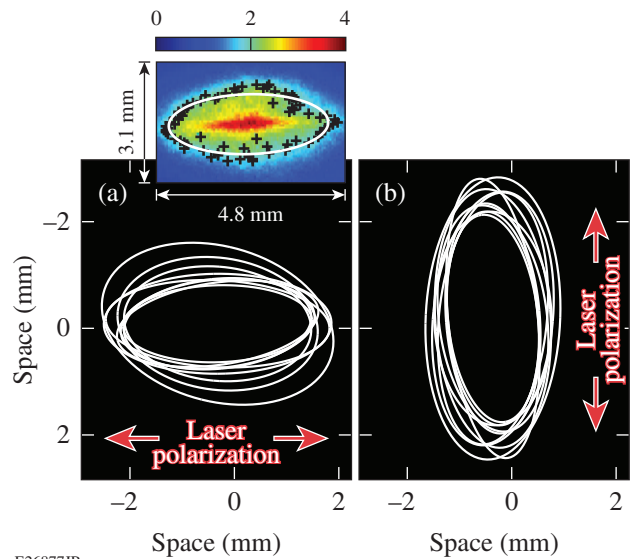 0 2 4
3.1 mm
4.8 mm
(a) (b)
−2
0
2
Space (mm)
Laser
polarization
Laser
polarization
−2 0 2 −2 0 2
Space (mm) Space (mm)